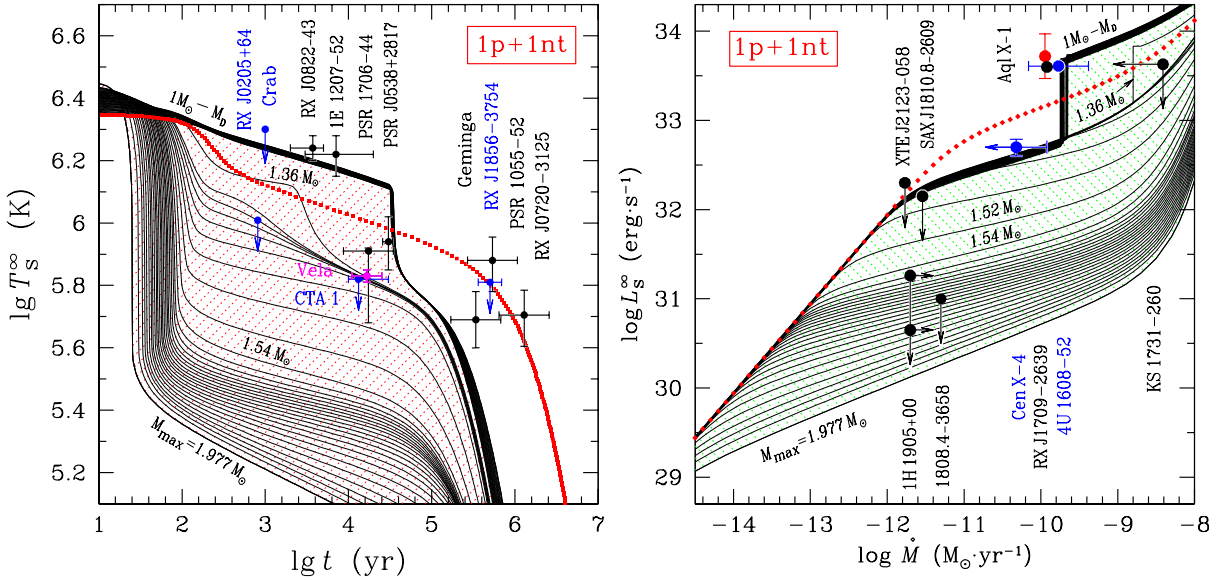 1p+1nt
6.6
6.4
6.2
6
5.8
5.6
5.4
5.2
lg T∞s (K)
1 2 3 4 5 6 7
lg t (yr)
1M⊙−MD
RX J0205+64
Crab
RX J0822−43
1E 1207−52
PSR 1706−44
PSR J0538+2817
Geminga
RX J1856−3754
PSR 1055−52
RX J0720−3125
1.36 M⊙
Vela
CTA 1
1.54 M⊙
Mmax=1.977 M⊙
1p+1nt
34
33
32
31
30
29
log L∞s (erg·s−1)
−14 −13 −12 −11 −10 −9 −8
log Ṁ (M⊙·yr−1)
Aql X−1
1M⊙−MD
1.36 M⊙
XTE J2123−058
SAX J1810.8−2609
1.52 M⊙
1.54 M⊙
Mmax=1.977 M⊙
1H 1905+00
1808.4−3658
Cen X−4
RX J1709−2639
4U 1608−52
KS 1731−260